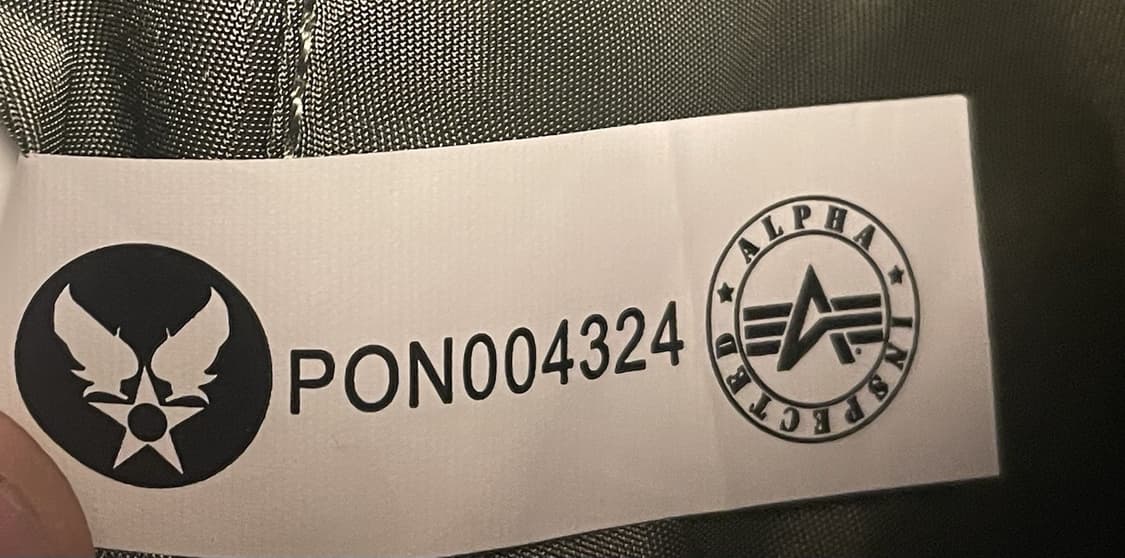 PON004324
ALPHA ★ INSPECTED ★